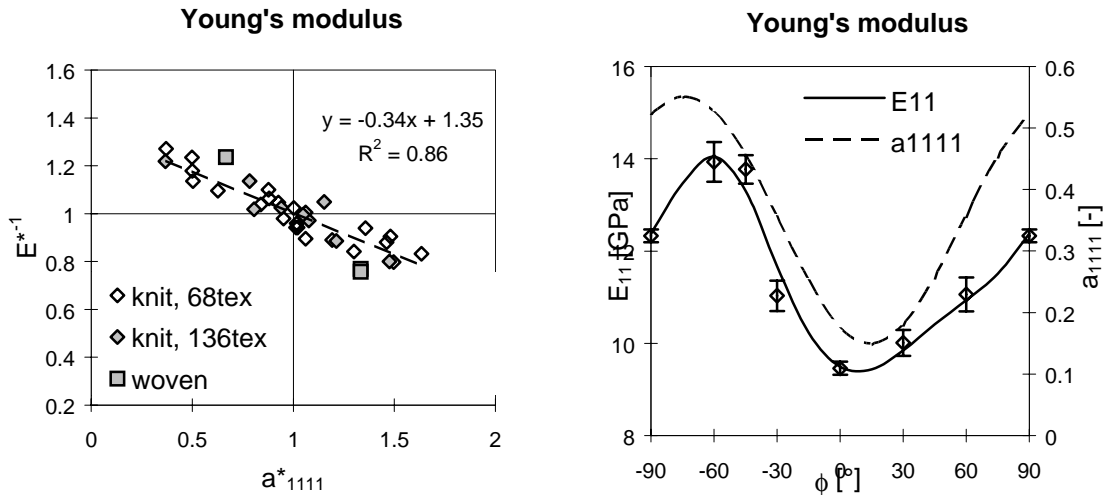 Young's modulus
1.6
1.4
1.2
1
0.8
0.6
0.4
0.2
E*⁻¹
y = -0.34x + 1.35
R² = 0.86
knit, 68tex
knit, 136tex
woven
0 0.5 1 1.5 2
a*₁₁₁₁
Young's modulus
16
14
12
10
8
E₁₁ [GPa]
E11
a1111
0.6
0.5
0.4
0.3
0.2
0.1
0
a₁₁₁₁ [-]
-90 -60 -30 0 30 60 90
ϕ [°]